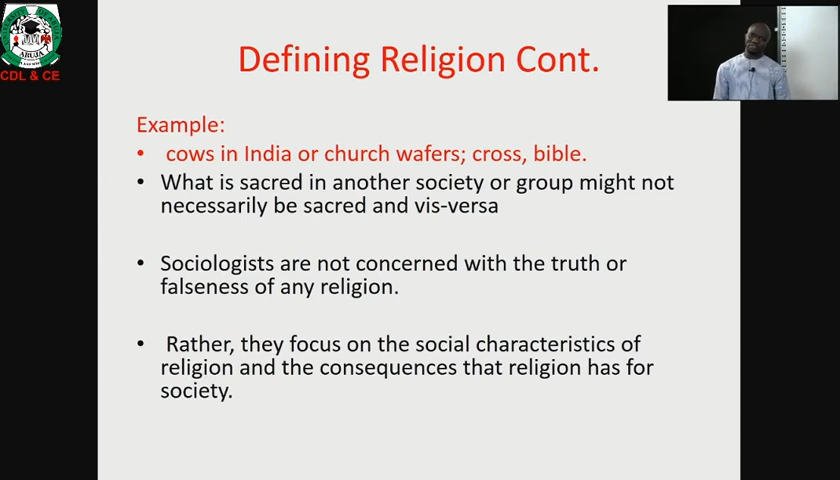 Defining Religion Cont.
Example:
• cows in India or church wafers; cross, bible.
• What is sacred in another society or group might not
necessarily be sacred and vis-versa
• Sociologists are not concerned with the truth or
falseness of any religion.
• Rather, they focus on the social characteristics of
religion and the consequences that religion has for
society.
ABUJA
CDL & CE